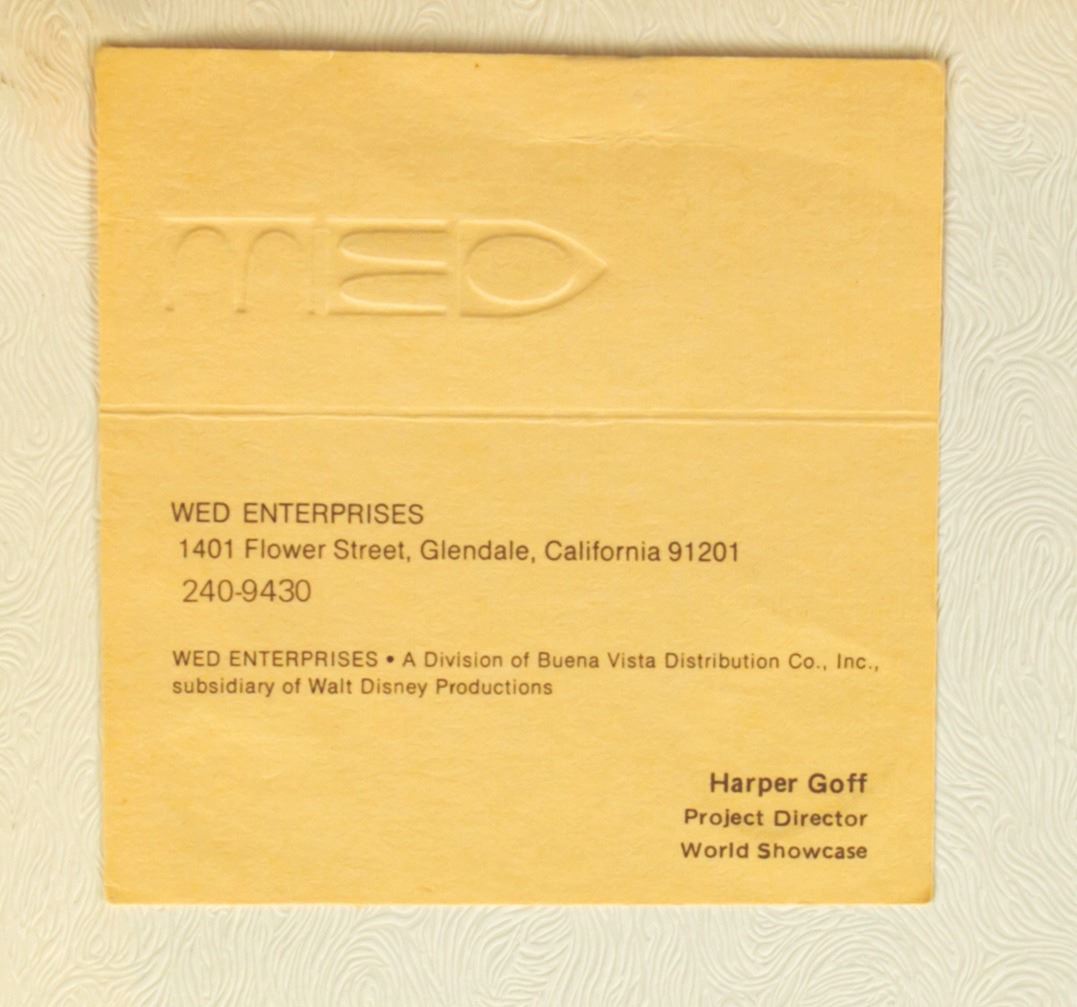 WED
WED ENTERPRISES
1401 Flower Street, Glendale, California 91201
240-9430
WED ENTERPRISES • A Division of Buena Vista Distribution Co., Inc.,
subsidiary of Walt Disney Productions
Harper Goff
Project Director
World Showcase